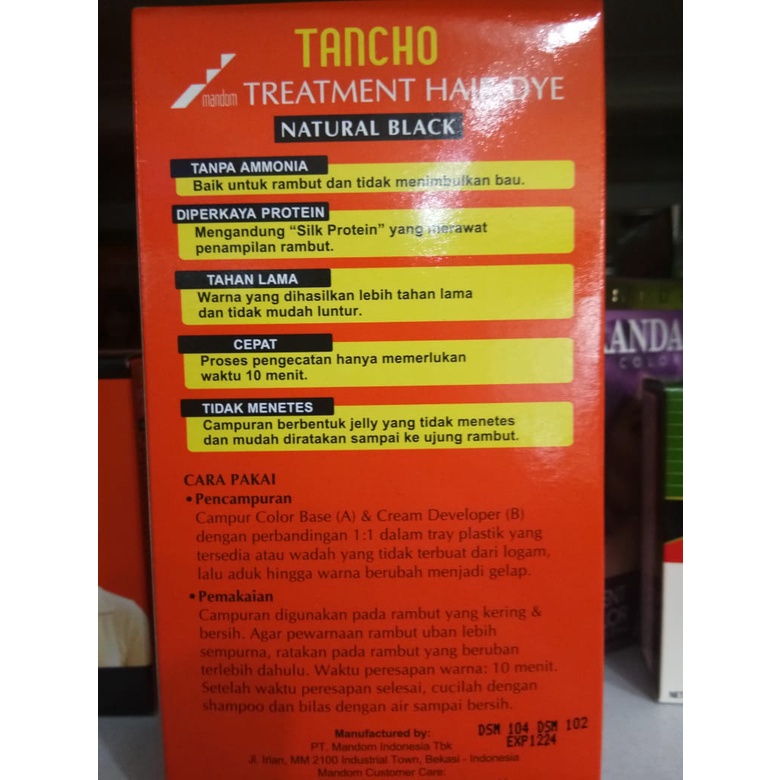 TANCHO
mandom TREATMENT HAIR DYE
NATURAL BLACK
TANPA AMMONIA
Baik untuk rambut dan tidak menimbulkan bau.
DIPERKAYA PROTEIN
Mengandung “Silk Protein” yang merawat
penampilan rambut.
TAHAN LAMA
Warna yang dihasilkan lebih tahan lama
dan tidak mudah luntur.
CEPAT
Proses pengecatan hanya memerlukan
waktu 10 menit.
TIDAK MENETES
Campuran berbentuk jelly yang tidak menetes
dan mudah diratakan sampai ke ujung rambut.
CARA PAKAI
• Pencampuran
Campur Color Base (A) & Cream Developer (B)
dengan perbandingan 1:1 dalam tray plastik yang
tersedia atau wadah yang tidak terbuat dari logam,
lalu aduk hingga warna berubah menjadi gelap.
• Pemakaian
Campuran digunakan pada rambut yang kering &
bersih. Agar pewarnaan rambut uban lebih
sempurna, ratakan pada rambut yang beruban
terlebih dahulu. Waktu peresapan warna: 10 menit.
Setelah waktu peresapan selesai, cucilah dengan
shampoo dan bilas dengan air sampai bersih.
Manufactured by:
PT. Mandom Indonesia Tbk
Jl. Irian, MM 2100 Industrial Town, Bekasi - Indonesia
Mandom Customer Care:
DSM 104 DSM 102
EXP1224
ANDA
COLOR